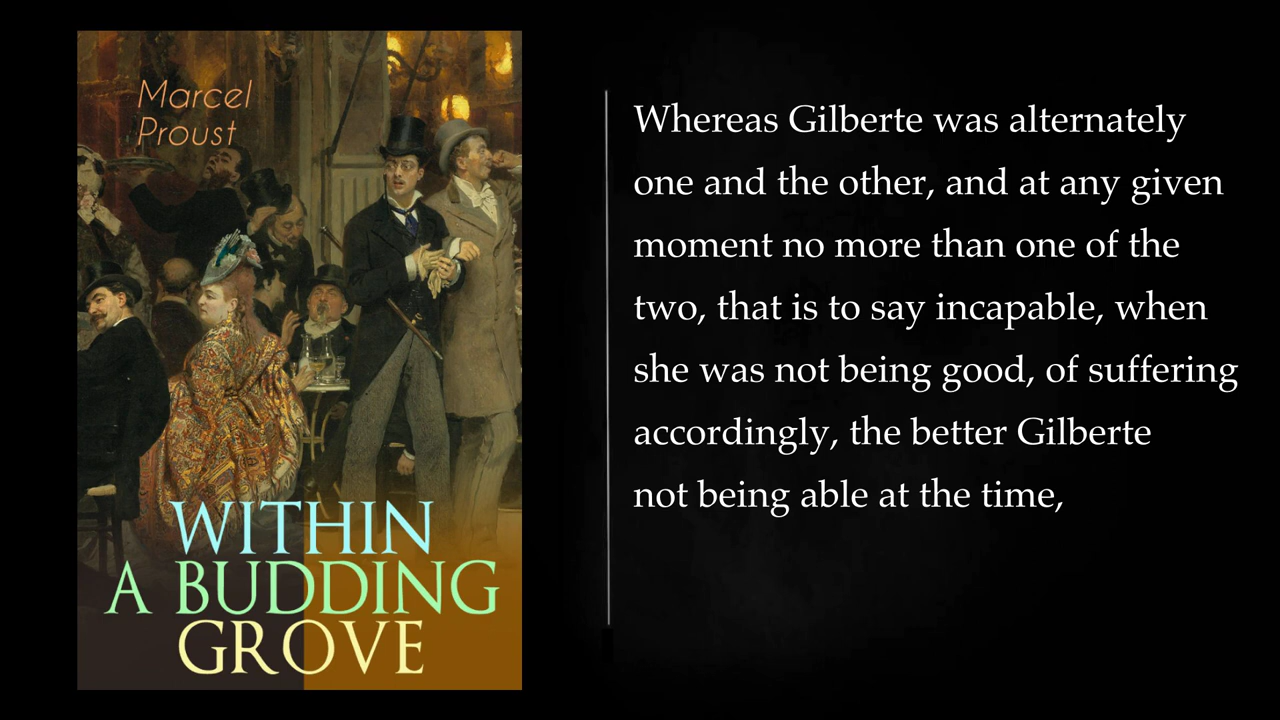 Marcel
Proust
WITHIN
A BUDDING
GROVE
Whereas Gilberte was alternately
one and the other, and at any given
moment no more than one of the
two, that is to say incapable, when
she was not being good, of suffering
accordingly, the better Gilberte
not being able at the time,